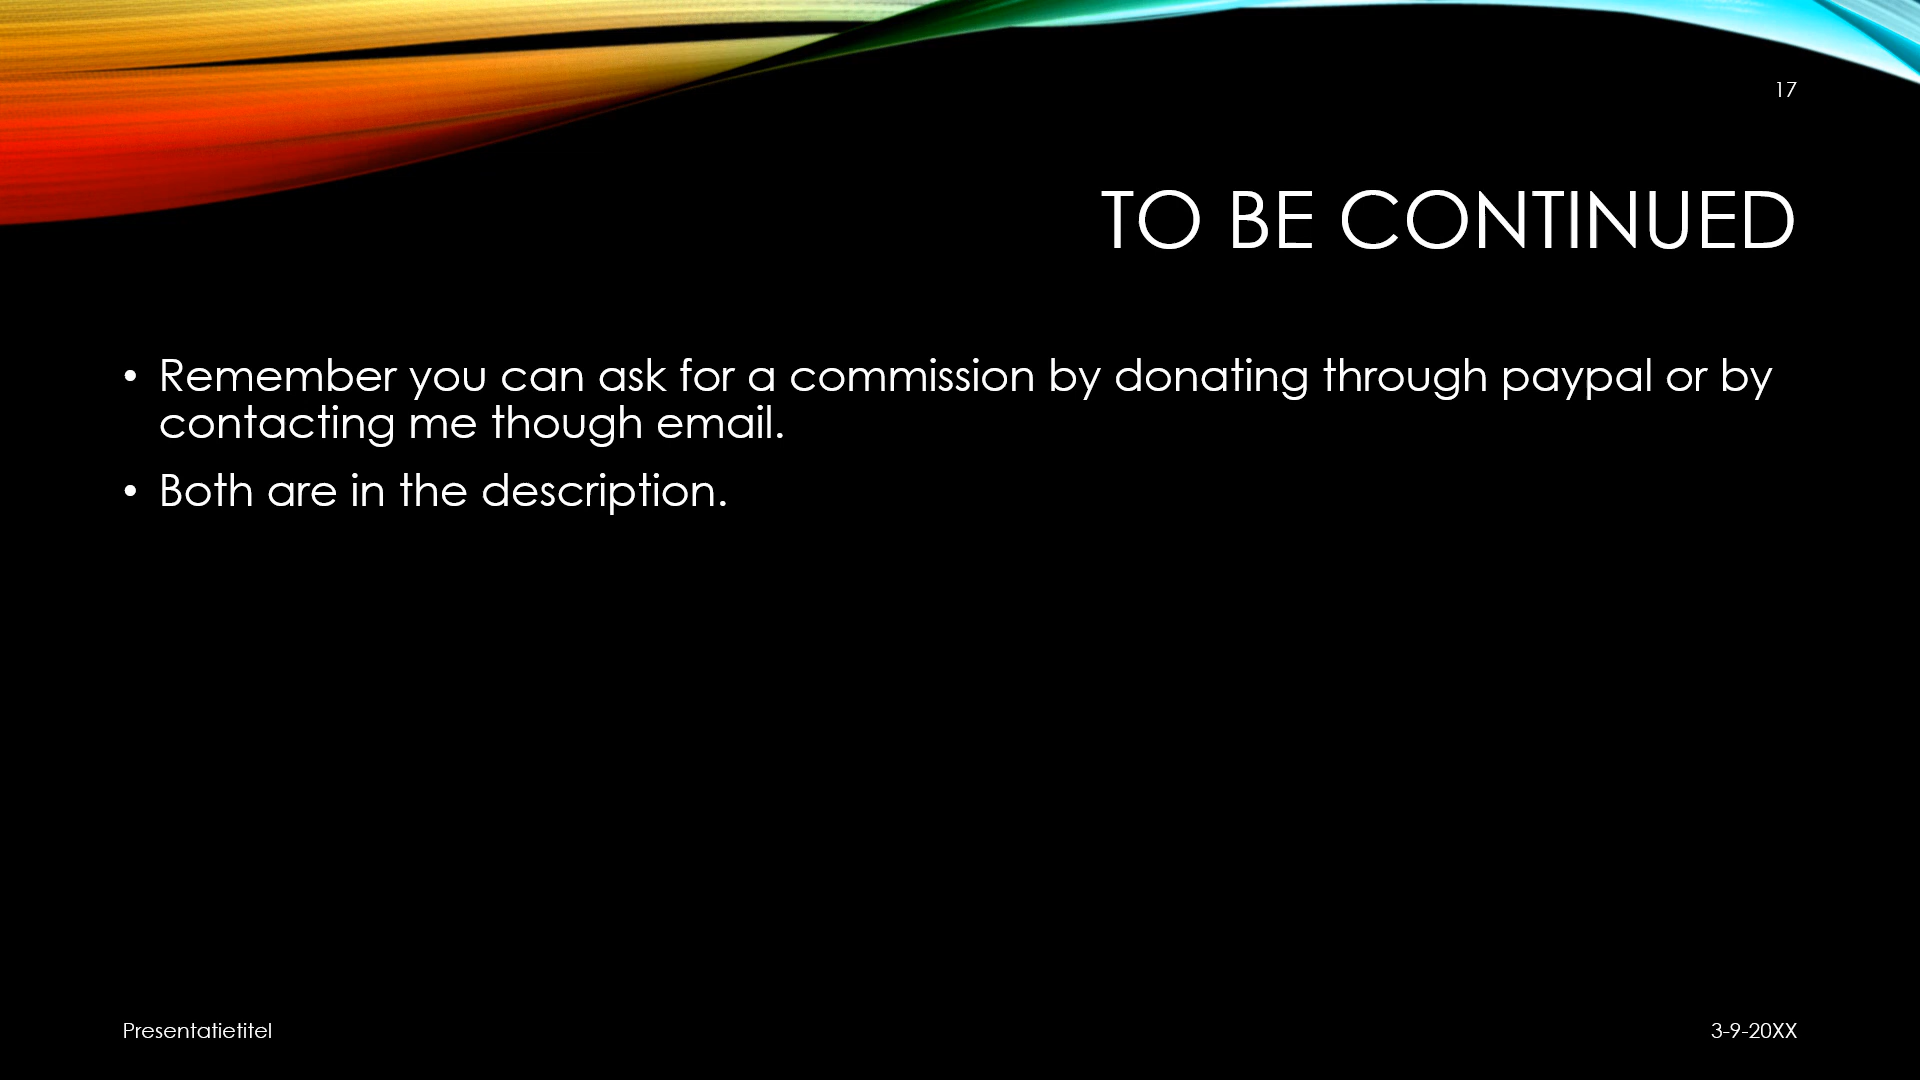 17
TO BE CONTINUED
• Remember you can ask for a commission by donating through paypal or by
contacting me though email.
• Both are in the description.
Presentatietitel
3-9-20XX